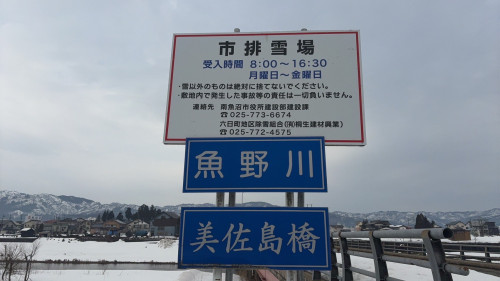 市排雪場
受入時間 8:00～16:30
月曜日～金曜日
・雪以外のものは絶対に捨てないでください。
・敷地内で発生した事故等の責任は一切負いません。
連絡先 南魚沼市役所建設部建設課
☎025-773-6674
六日町地区除雪組合（㈲桐生建材興業）
☎025-772-4575
魚野川
美佐島橋